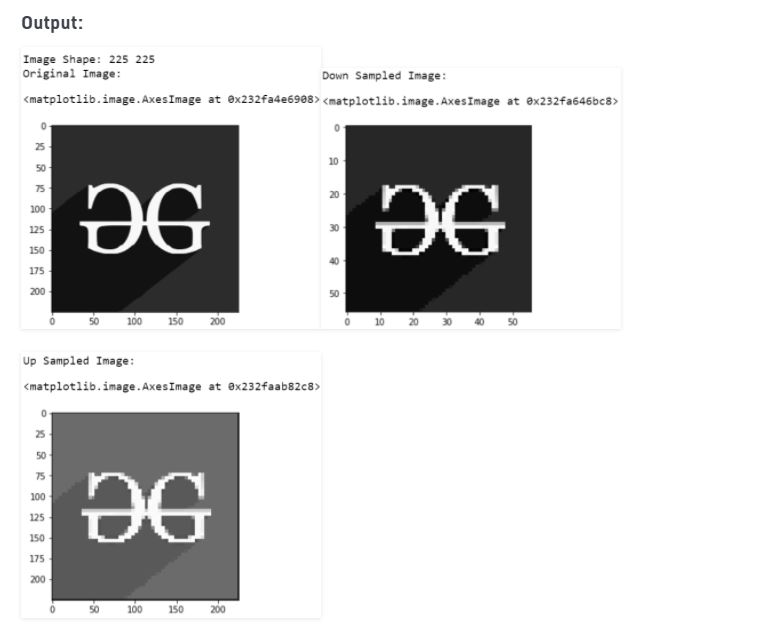 Output:
Image Shape: 225 225
Original Image:
<matplotlib.image.AxesImage at 0x232fa4e6908>
0
25
50
75
100
125
150
175
200
0 50 100 150 200
Down Sampled Image:
<matplotlib.image.AxesImage at 0x232fa646bc8>
0
10
20
30
40
50
0 10 20 30 40 50
Up Sampled Image:
<matplotlib.image.AxesImage at 0x232faab82c8>
0
25
50
75
100
125
150
175
200
0 50 100 150 200